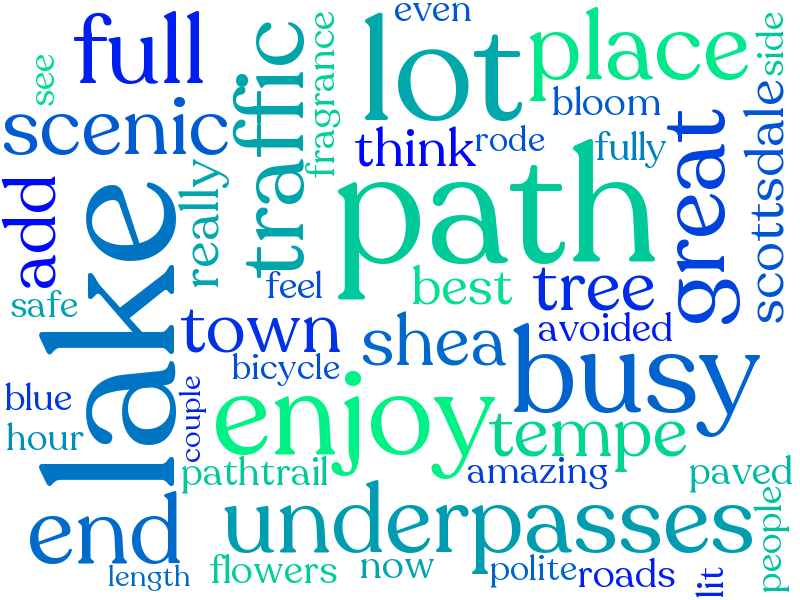 even
full
lot
place
side
see
traffic
fragrance
bloom
scenic
think
rode
fully
great
scottsdale
path
really
add
lake
safe
feel
best
tree
town
shea
avoided
busy
bicycle
blue
couple
enjoy
tempe
hour
pathtrail
amazing
paved
end
underpasses
people
length
flowers
now
polite
roads
lit